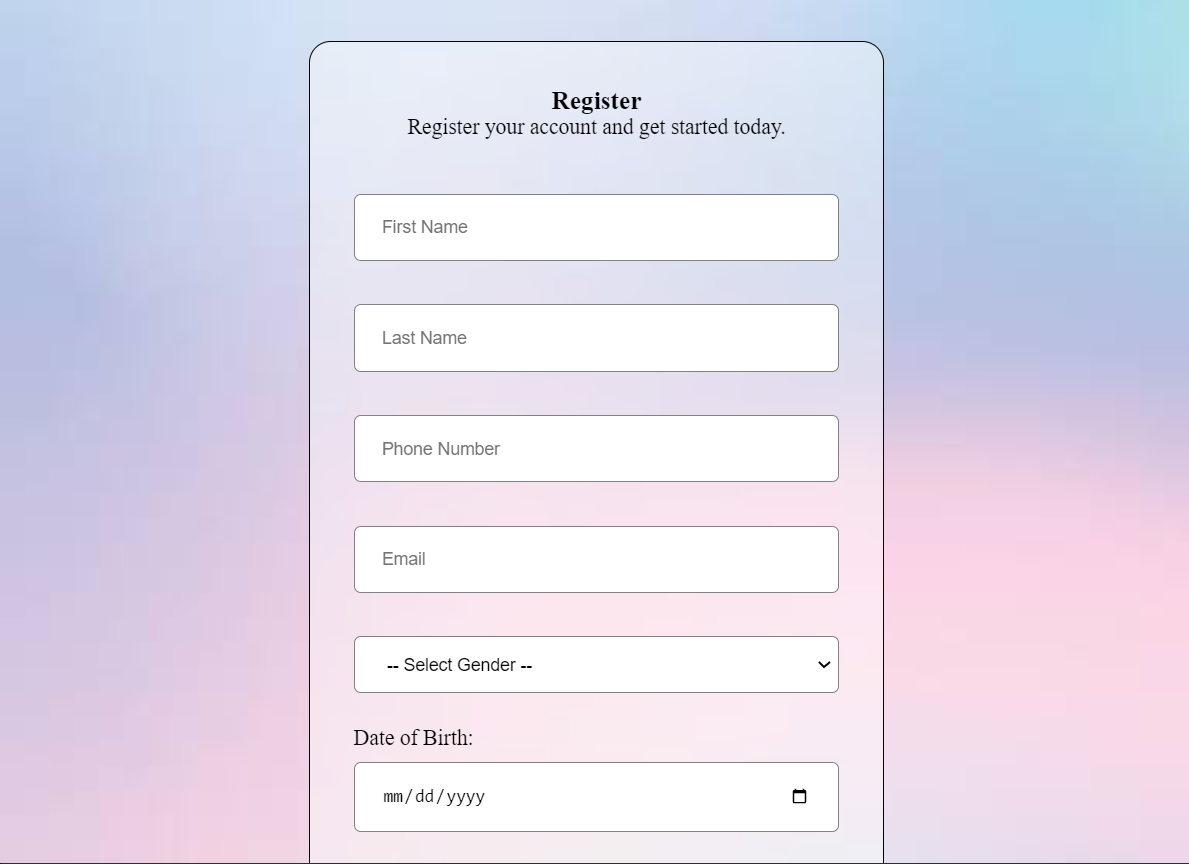 Register
Register your account and get started today.
First Name
Last Name
Phone Number
Email
-- Select Gender --
Date of Birth:
mm/dd/yyyy